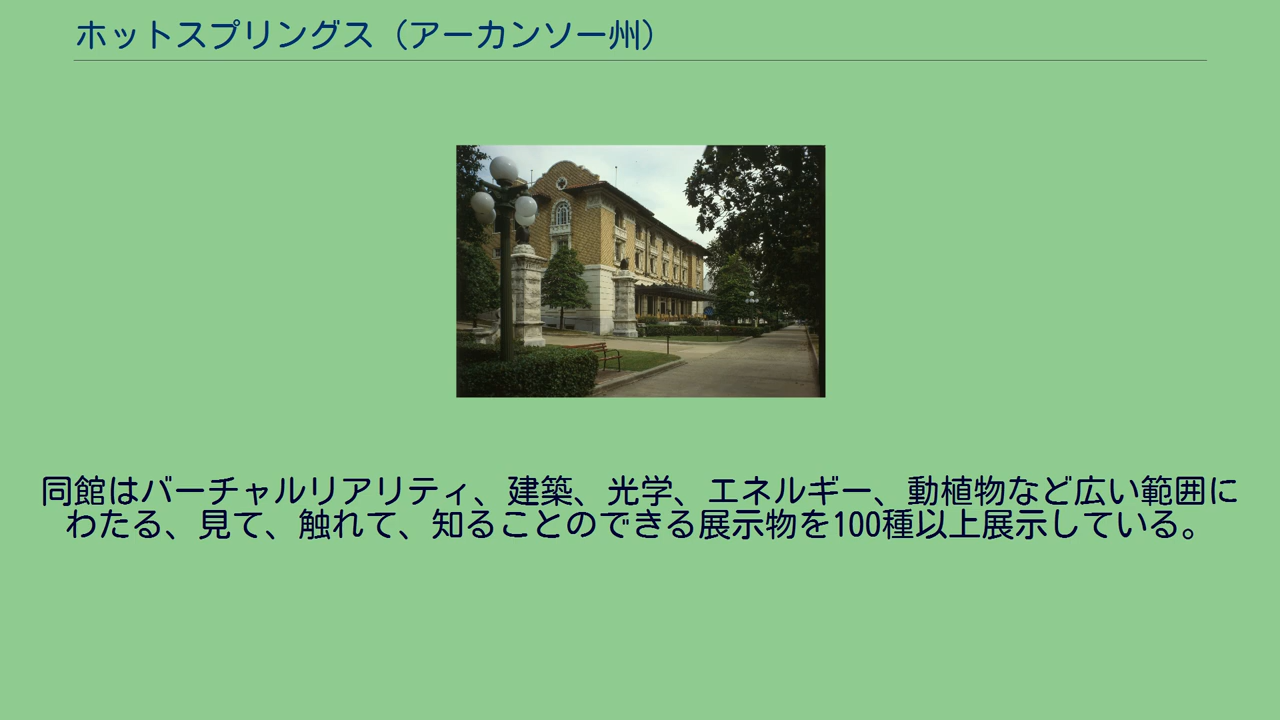 ホットスプリングス（アーカンソー州）
同館はバーチャルリアリティ、建築、光学、エネルギー、動植物など広い範囲に
わたる、見て、触れて、知ることのできる展示物を100種以上展示している。